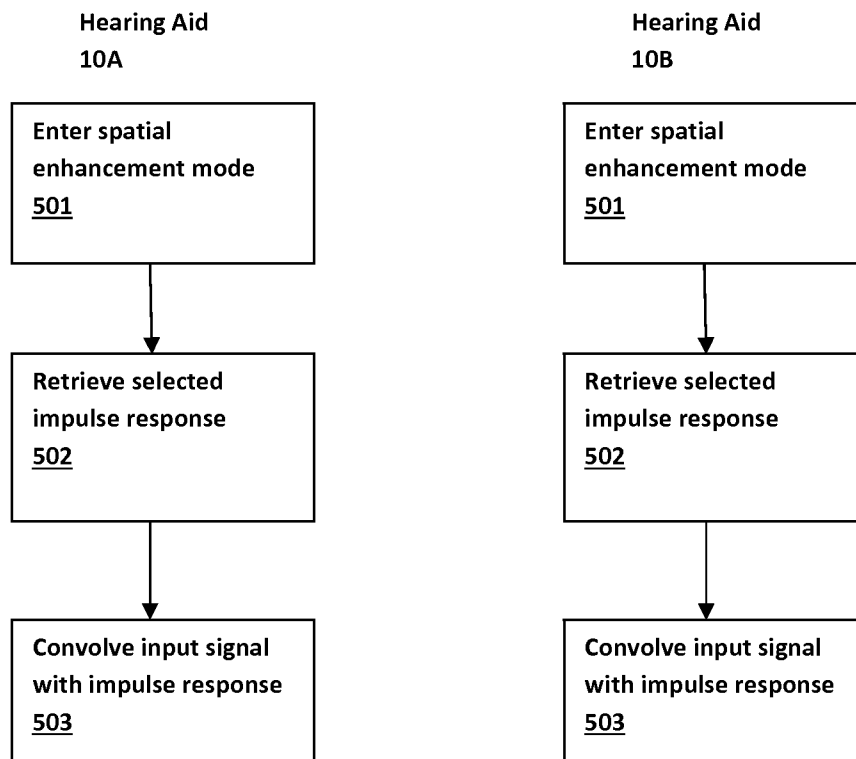 Hearing Aid
10A
Enter spatial
enhancement mode
501
Retrieve selected
impulse response
502
Convolve input signal
with impulse response
503
Hearing Aid
10B
Enter spatial
enhancement mode
501
Retrieve selected
impulse response
502
Convolve input signal
with impulse response
503